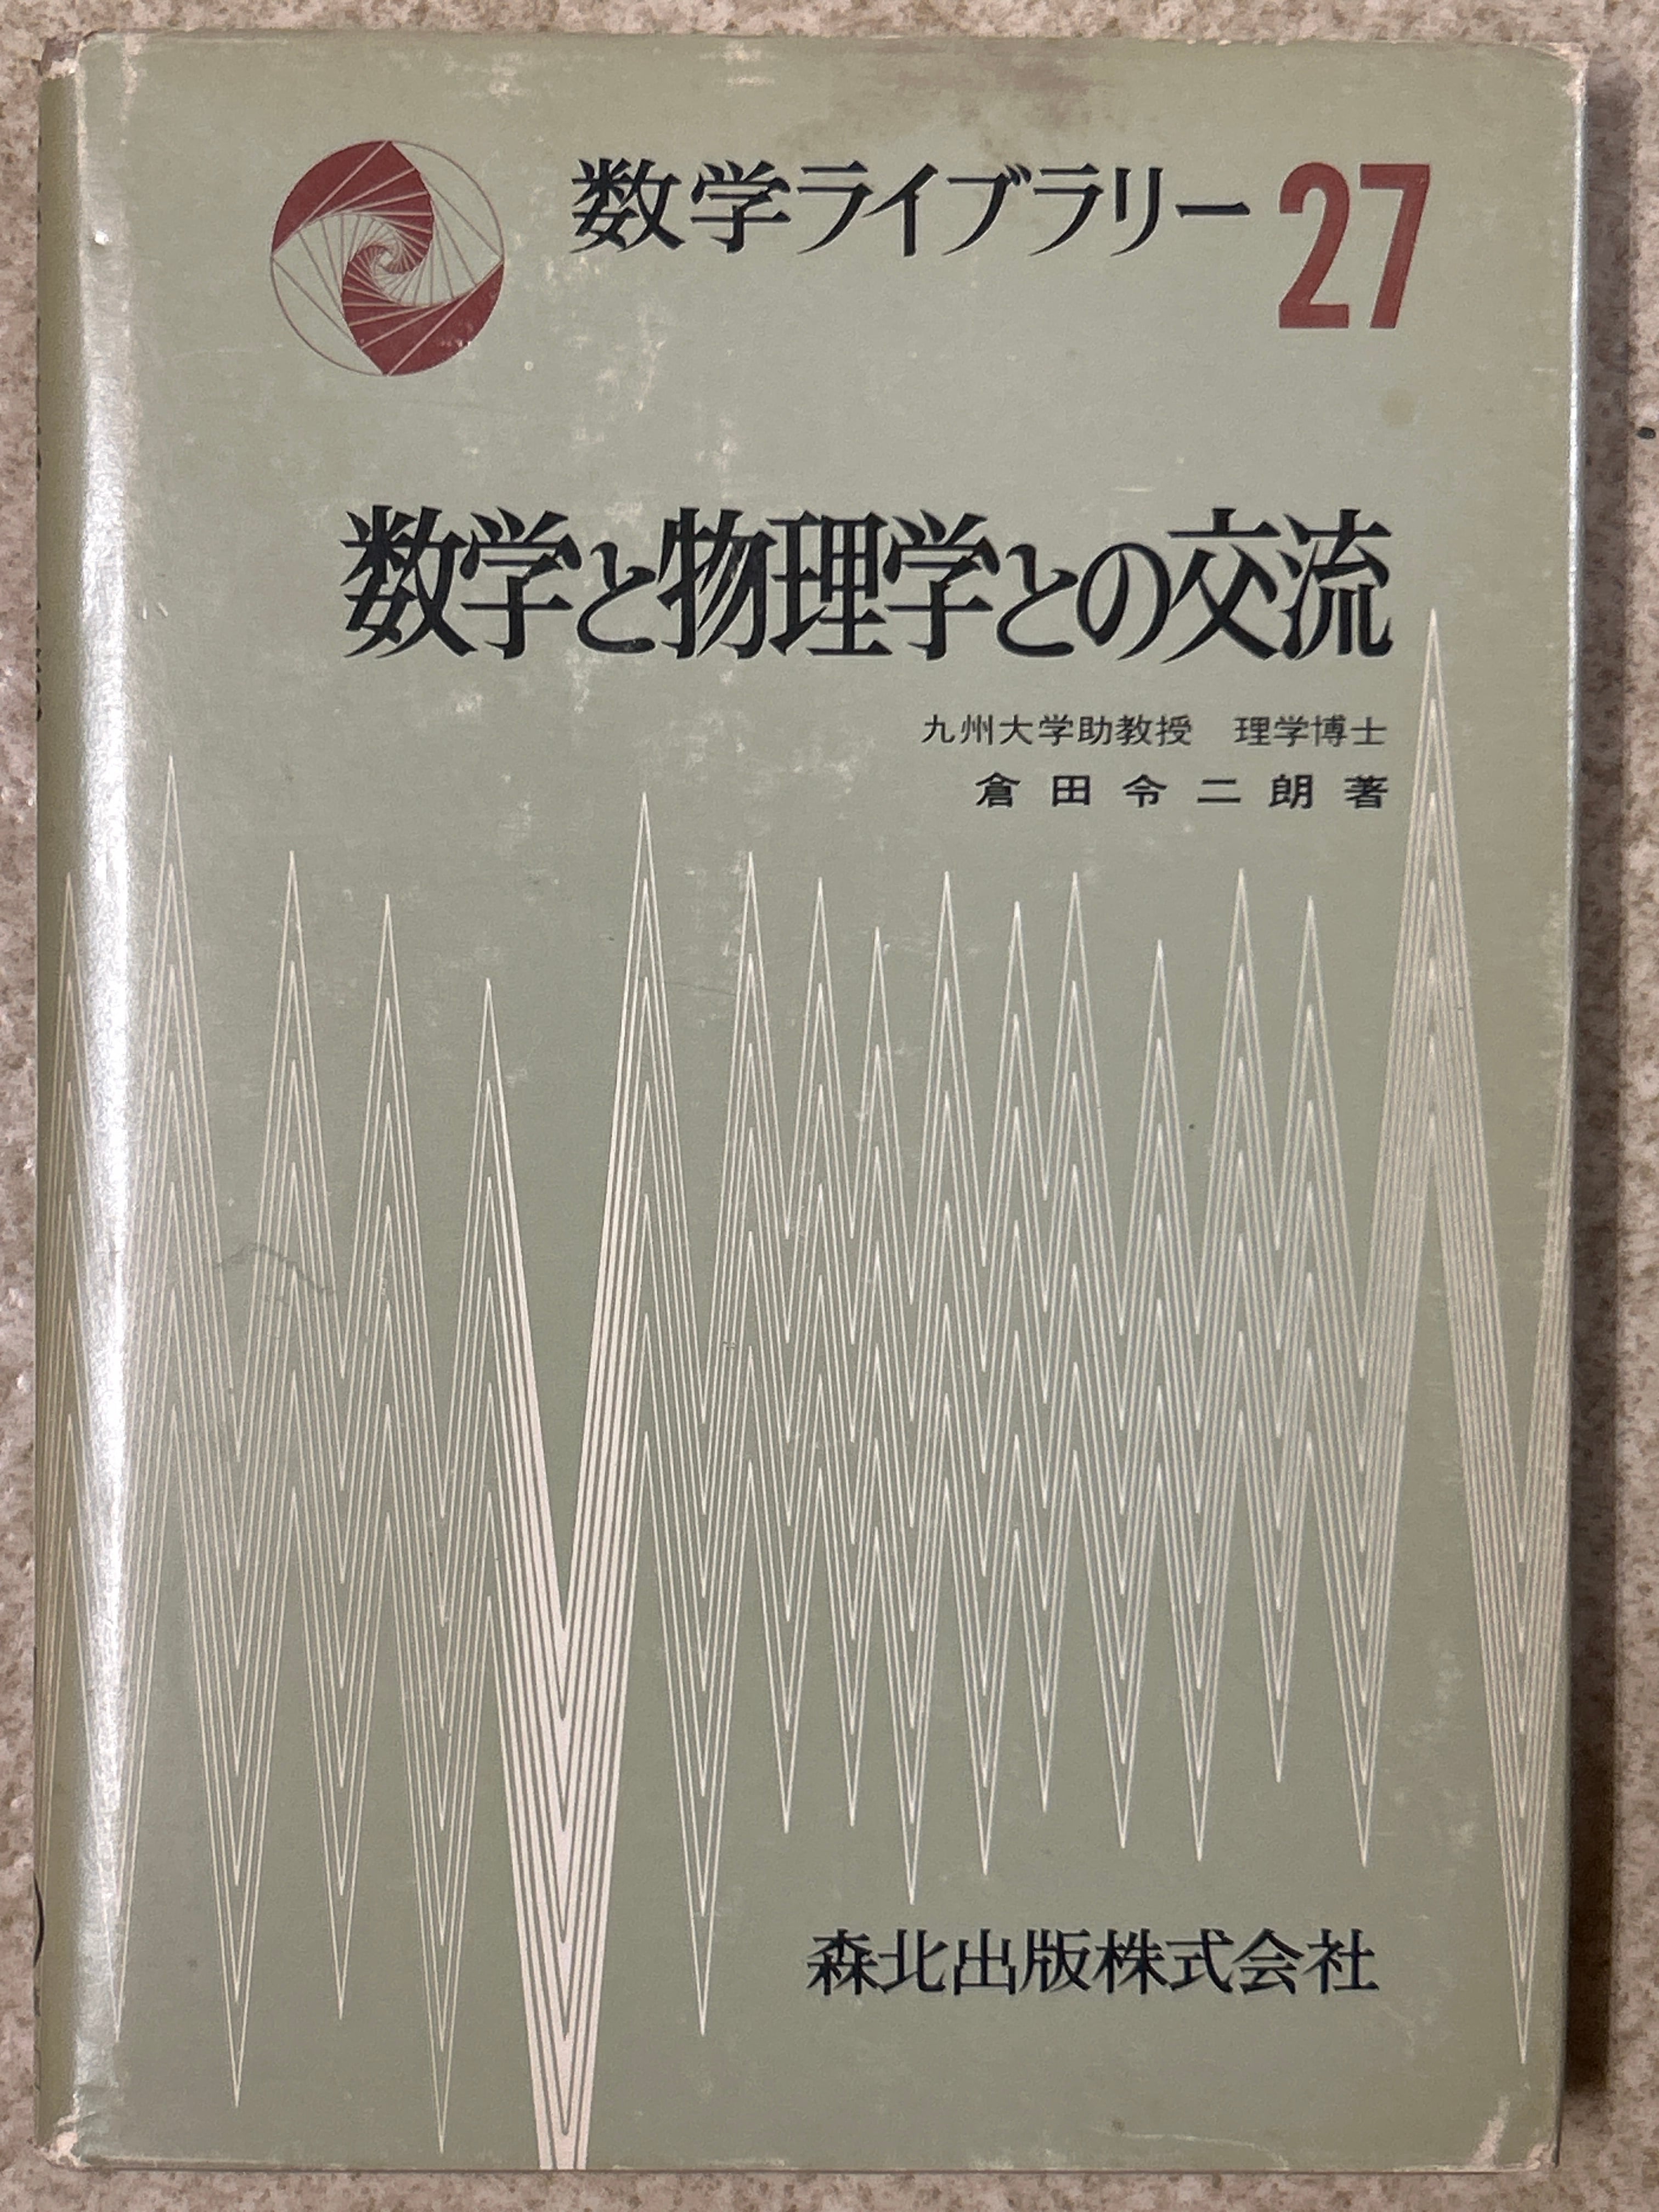 数学ライブラリー 27
数学と物理学との交流
九州大学助教授 理学博士
倉田令二朗著
森北出版株式会社